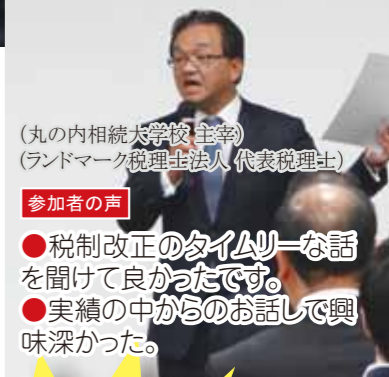 (丸の内相続大学校 主宰)
(ランドマーク税理士法人 代表税理士)
参加者の声
●税制改正のタイムリーな話
を聞けて良かったです。
●実績の中からのお話しで興
味深かった。